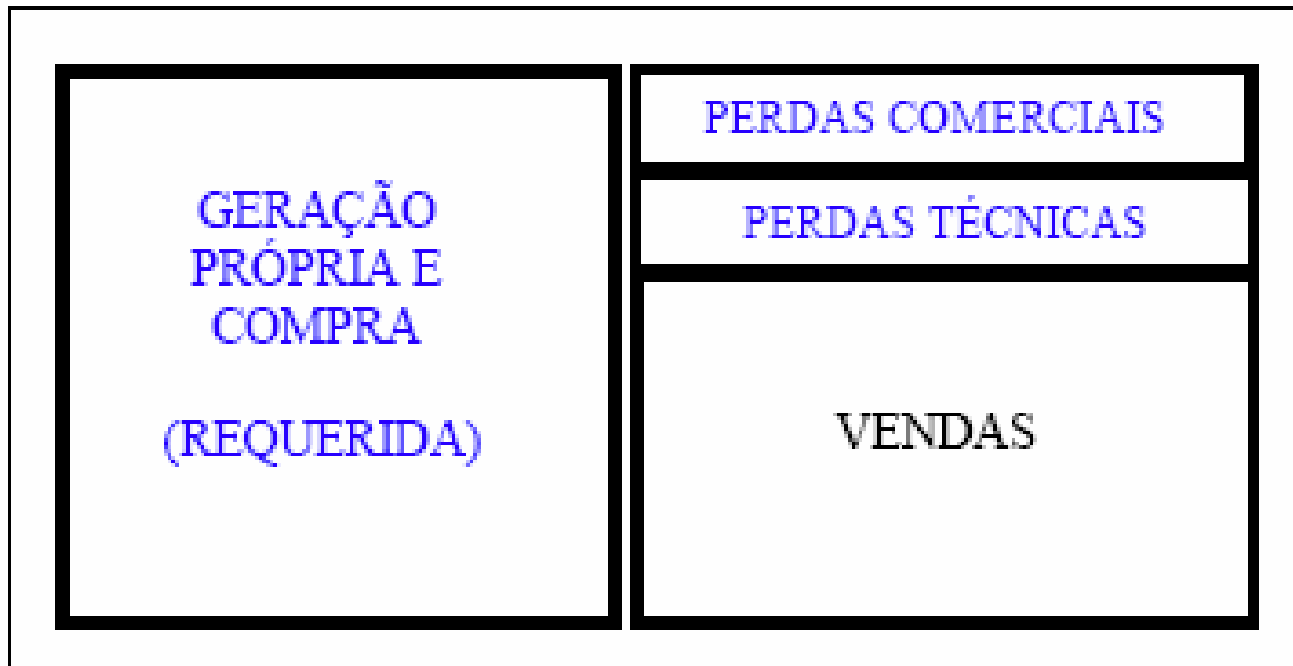 GERAÇÃO
PRÓPRIA E
COMPRA
(REQUERIDA)
PERDAS COMERCIAIS
PERDAS TÉCNICAS
VENDAS